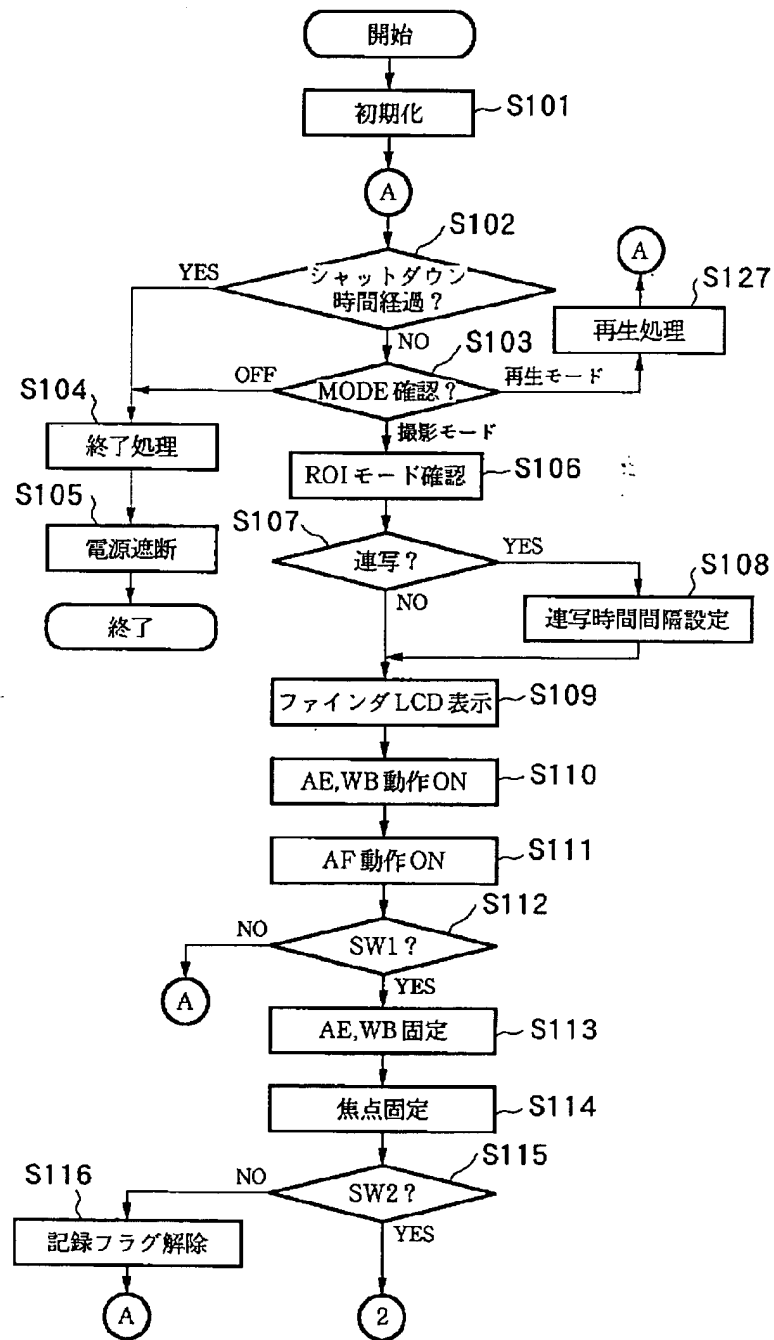 開始
初期化
S101
A
S102
シャットダウン
時間経過？
YES
NO
A
S127
再生処理
S103
MODE確認？
OFF
再生モード
撮影モード
S104
終了処理
S105
電源遮断
終了
S106
ROIモード確認
S107
連写？
YES
NO
S108
連写時間間隔設定
ファインダLCD表示
S109
AE,WB動作ON
S110
AF動作ON
S111
S112
SW1？
NO
A
YES
AE,WB固定
S113
焦点固定
S114
S115
SW2？
NO
YES
S116
記録フラグ解除
A
2